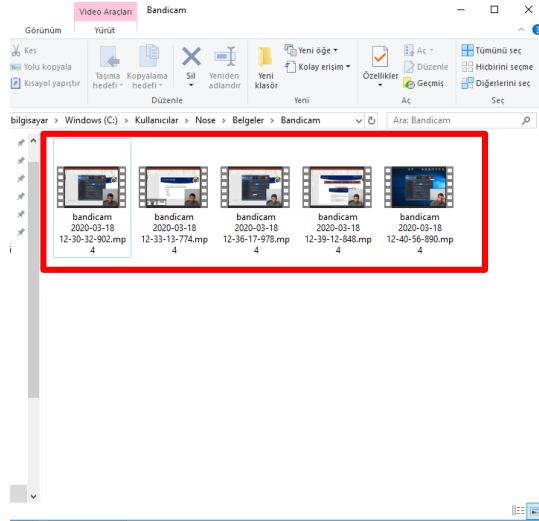 Video Araçları Bandicam
Görünüm Yürüt
Kes
Yolu kopyala
Kısayol yapıştır
Taşıma hedefi
Kopyalama hedefi
Sil
Yeniden adlandır
Düzenle
Yeni klasör
Yeni öğe
Kolay erişim
Yeni
Özellikler
Aç
Düzenle
Geçmiş
Aç
Tümünü seç
Hiçbirini seçme
Diğerlerini seç
Seç
bilgisayar > Windows (C:) > Kullanıcılar > Nose > Belgeler > Bandicam
Ara: Bandicam
bandicam
2020-03-18
12-30-32-902.mp
4
bandicam
2020-03-18
12-33-13-774.mp
4
bandicam
2020-03-18
12-36-17-978.mp
4
bandicam
2020-03-18
12-39-12-848.mp
4
bandicam
2020-03-18
12-40-56-890.mp
4